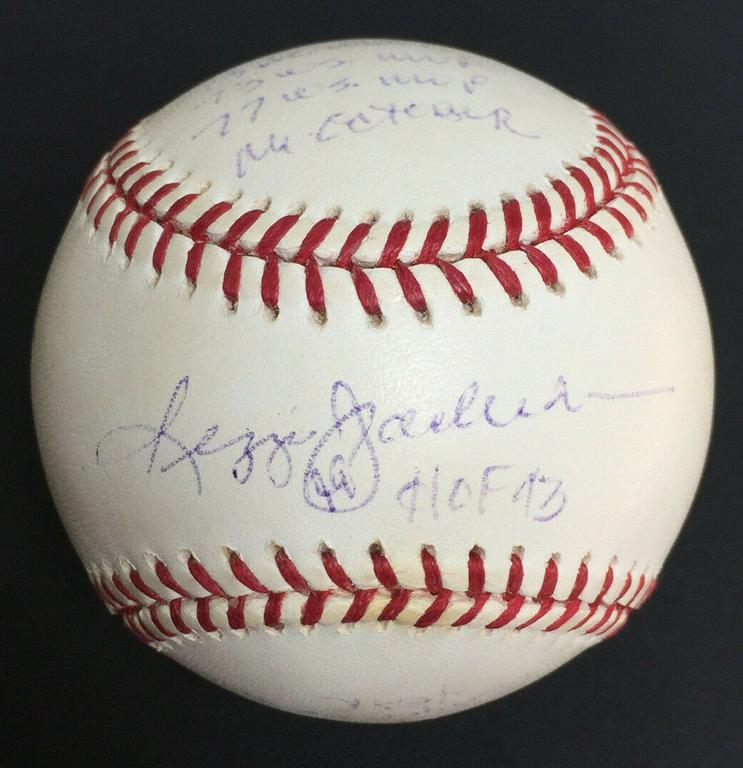 73 W.S. MVP
77 W.S. MVP
MR. OCTOBER
Reggie Jackson
44 HOF 93